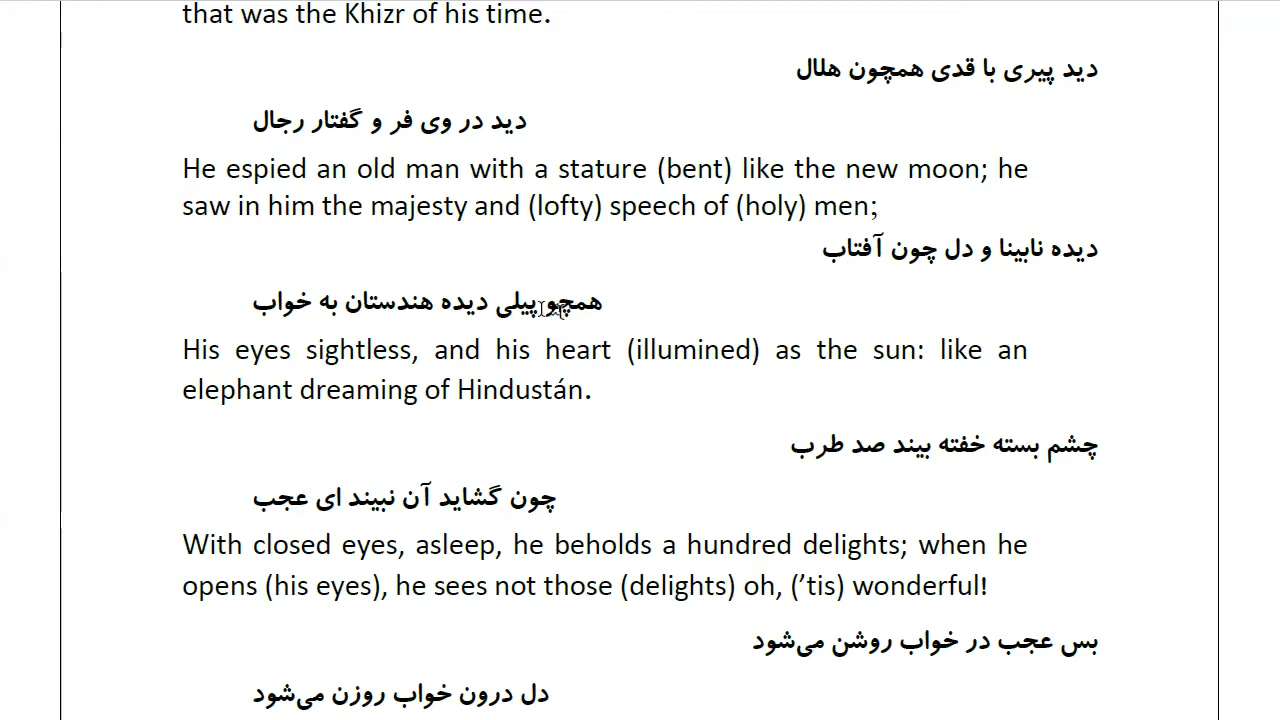 that was the Khizr of his time.
دید پیری با قدی همچون هلال
دید در وی فر و گفتار رجال
He espied an old man with a stature (bent) like the new moon; he
saw in him the majesty and (lofty) speech of (holy) men;
دیده نابینا و دل چون آفتاب
همچو پیلی دیده هندستان به خواب
His eyes sightless, and his heart (illumined) as the sun: like an
elephant dreaming of Hindustán.
چشم بسته خفته بیند صد طرب
چون گشاید آن نبیند ای عجب
With closed eyes, asleep, he beholds a hundred delights; when he
opens (his eyes), he sees not those (delights) oh, (’tis) wonderful!
بس عجب در خواب روشن می‌شود
دل درون خواب روزن می‌شود